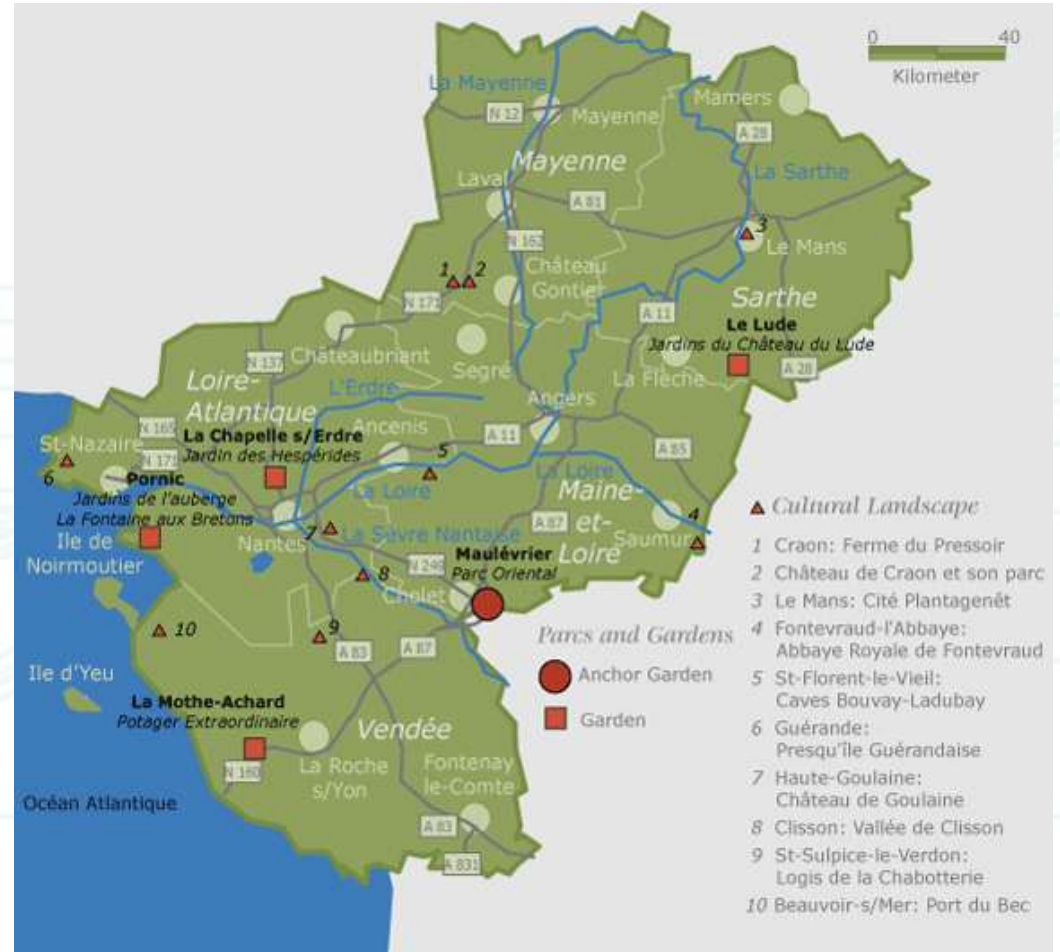 0 40
Kilometer
La Mayenne
Mamers
N 12
Mayenne
A 28
Mayenne
La Sarthe
Laval
A 81
N 162
3
Le Mans
1 2
Château
Gontier
Sarthe
N 171
A 11
Le Lude
Jardins du Château du Lude
Châteaubriant
N 137
Segré
La Flèche
A 28
Loire-
Atlantique
L'Erdre
Angers
Ancenis
N 165
La Chapelle s/Erdre
Jardin des Hespérides
A 11
A 85
St-Nazaire
5
N 171
La Loire
6
Pornic
Jardins de l'auberge
La Fontaine aux Bretons
La Loire
Maine-
et-
Loire
4
7
La Sèvre Nantaise
A 87
Saumur
Nantes
Ile de
Noirmoutier
Maulévrier
Parc Oriental
N 249
8
Cholet
10
9
A 83
A 87
Ile d'Yeu
La Mothe-Achard
Potager Extraordinaire
Vendée
N 160
La Roche
s/Yon
Fontenay
le-Comte
Océan Atlantique
A 83
A 831
Parcs and Gardens
Anchor Garden
Garden
Cultural Landscape
1 Craon: Ferme du Pressoir
2 Château de Craon et son parc
3 Le Mans: Cité Plantagenêt
4 Fontevraud-l'Abbaye:
Abbaye Royale de Fontevraud
5 St-Florent-le-Vieil:
Caves Bouvay-Ladubay
6 Guérande:
Presqu'île Guérandaise
7 Haute-Goulaine:
Château de Goulaine
8 Clisson: Vallée de Clisson
9 St-Sulpice-le-Verdon:
Logis de la Chabotterie
10 Beauvoir-s/Mer: Port du Bec